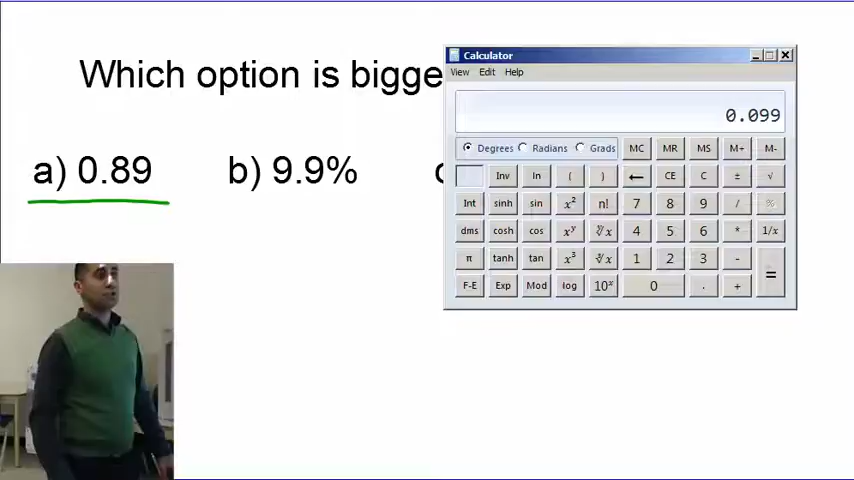 Which option is bigge
a) 0.89 b) 9.9%
Calculator
View Edit Help
0.099
Degrees Radians Grads MC MR MS M+ M-
Inv ln ( ) ← CE C ± √
Int sinh sin x² n! 7 8 9 / %
dms cosh cos xʸ ʸ√x 4 5 6 * 1/x
π tanh tan x³ ³√x 1 2 3 - =
F-E Exp Mod log 10ˣ 0 . +